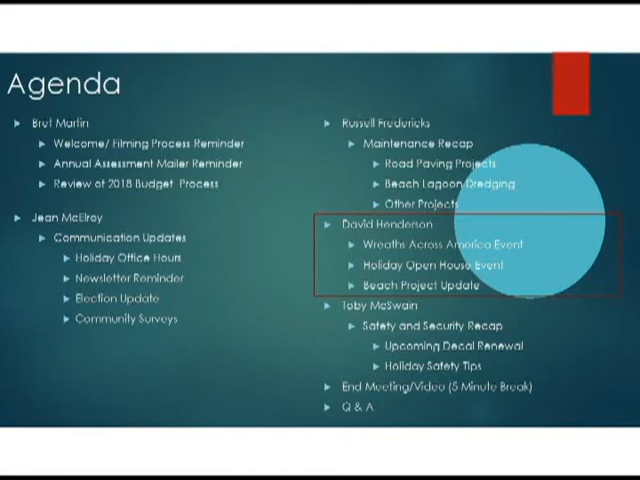 Agenda
Bret Martin
Welcome/ Filming Process Reminder
Annual Assessment Mailer Reminder
Review of 2018 Budget Process
Jean McElroy
Communication Updates
Holiday Office Hours
Newsletter Reminder
Election Update
Community Surveys
Russell Fredericks
Maintenance Recap
Road Paving Projects
Beach Lagoon Dredging
Other Projects
David Henderson
Wreaths Across America Event
Holiday Open House Event
Beach Project Update
Toby McSwain
Safety and Security Recap
Upcoming Decal Renewal
Holiday Safety Tips
End Meeting/Video (5 Minute Break)
Q & A